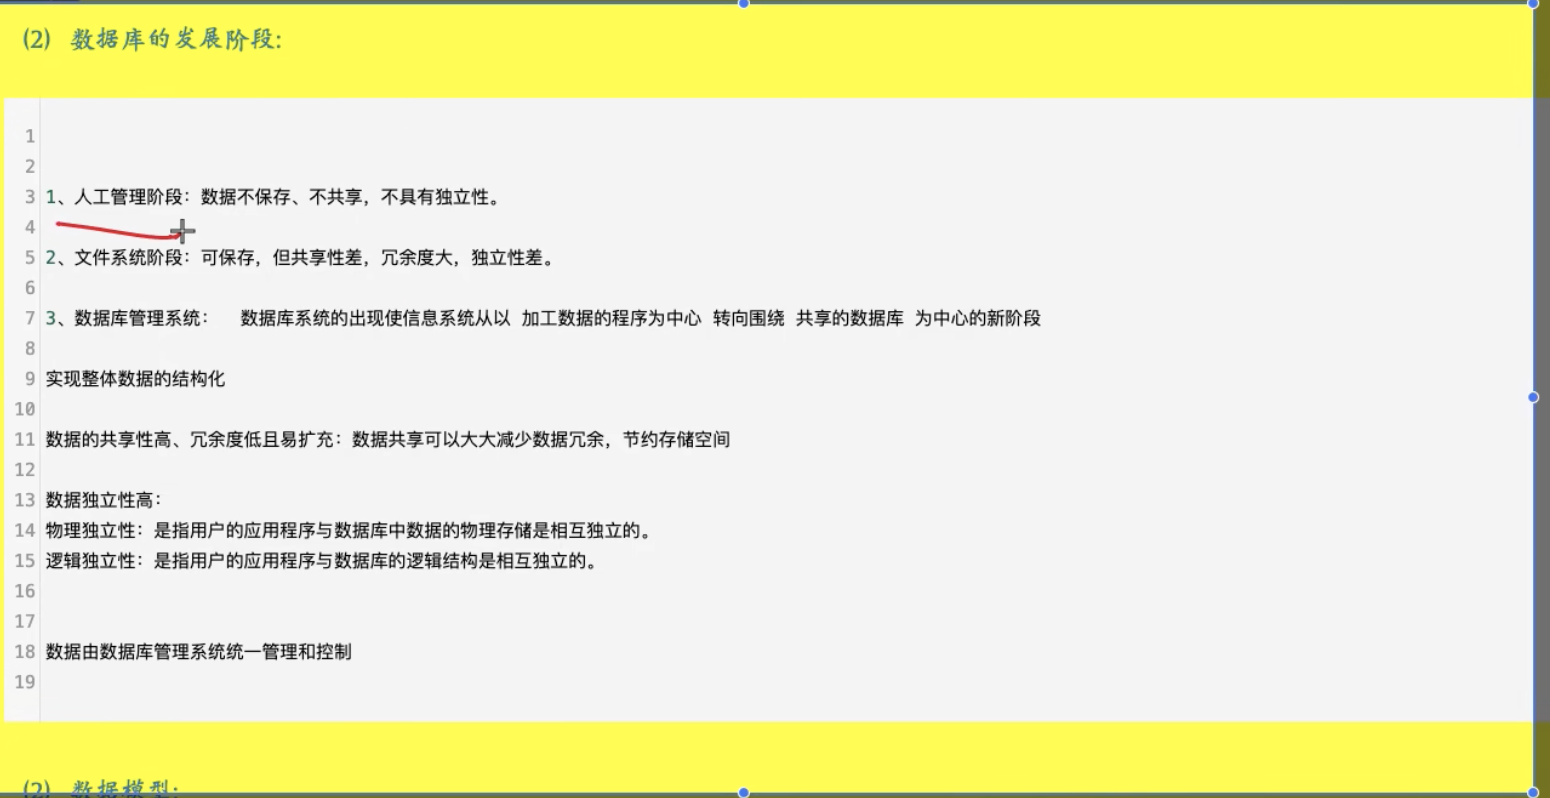 (2) 数据库的发展阶段:
1
2
3 1、人工管理阶段：数据不保存、不共享，不具有独立性。
4
5 2、文件系统阶段：可保存，但共享性差，冗余度大，独立性差。
6
7 3、数据库管理系统：  数据库系统的出现使信息系统从以 加工数据的程序为中心 转向围绕 共享的数据库 为中心的新阶段
8
9 实现整体数据的结构化
10
11 数据的共享性高、冗余度低且易扩充：数据共享可以大大减少数据冗余，节约存储空间
12
13 数据独立性高：
14 物理独立性：是指用户的应用程序与数据库中数据的物理存储是相互独立的。
15 逻辑独立性：是指用户的应用程序与数据库的逻辑结构是相互独立的。
16
17
18 数据由数据库管理系统统一管理和控制
19
(2) 数据模型: